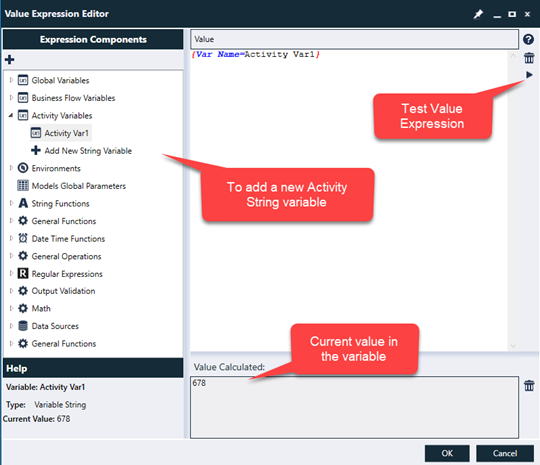 Value Expression Editor
Expression Components
Value
{Var Name=Activity Var1}
Global Variables
Business Flow Variables
Activity Variables
Activity Var1
Add New String Variable
Environments
Models Global Parameters
String Functions
General Functions
Date Time Functions
General Operations
Regular Expressions
Output Validation
Math
Data Sources
General Functions
Test Value
Expression
To add a new Activity
String variable
Current value in
the variable
Help
Variable: Activity Var1
Type: Variable String
Current Value: 678
Value Calculated:
678
OK
Cancel